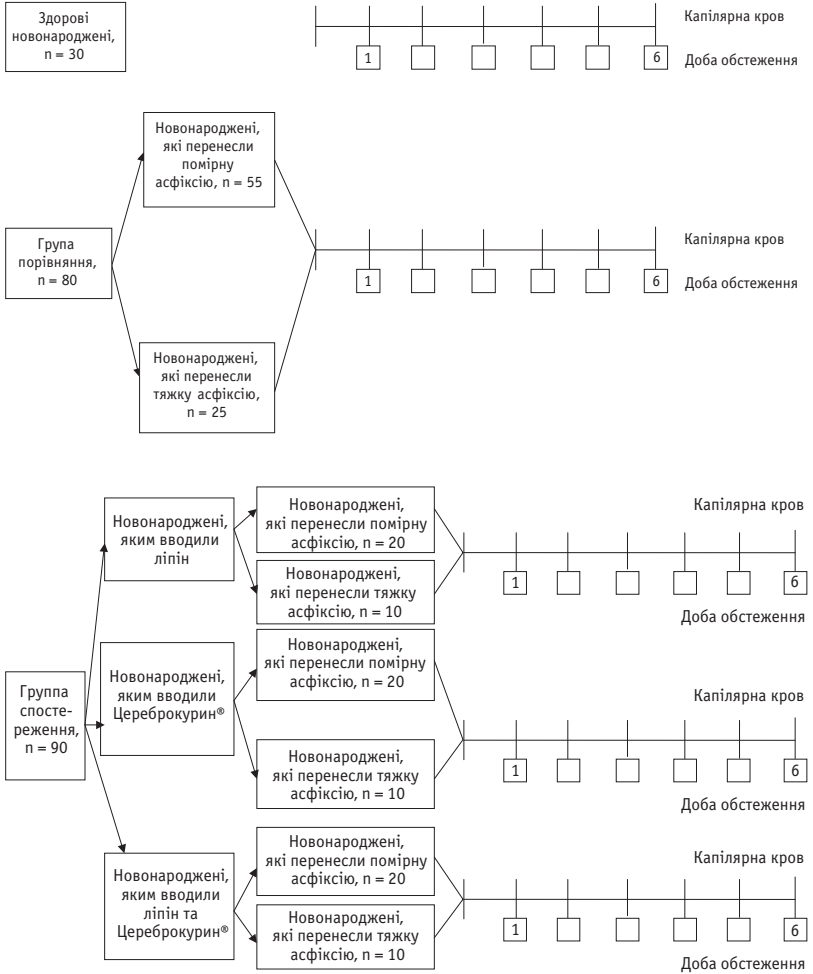 Здорові
новонароджені,
n = 30
Капілярна кров
1
6
Доба обстеження
Новонароджені,
які перенесли
помірну
асфіксію, n = 55
Група
порівняння,
n = 80
Капілярна кров
1
6
Доба обстеження
Новонароджені,
які перенесли
тяжку асфіксію,
n = 25
Новонароджені,
яким вводили
ліпін
Новонароджені,
які перенесли помірну
асфіксію, n = 20
Новонароджені,
які перенесли тяжку
асфіксію, n = 10
Капілярна кров
1
6
Доба обстеження
Группа
спосте-
реження,
n = 90
Новонароджені,
яким вводили
Цереброкурин®
Новонароджені,
які перенесли помірну
асфіксію, n = 20
Новонароджені,
які перенесли тяжку
асфіксію, n = 10
Капілярна кров
1
6
Доба обстеження
Новонароджені,
яким вводили
ліпін та
Цереброкурин®
Новонароджені,
які перенесли помірну
асфіксію, n = 20
Новонароджені,
які перенесли тяжку
асфіксію, n = 10
Капілярна кров
1
6
Доба обстеження